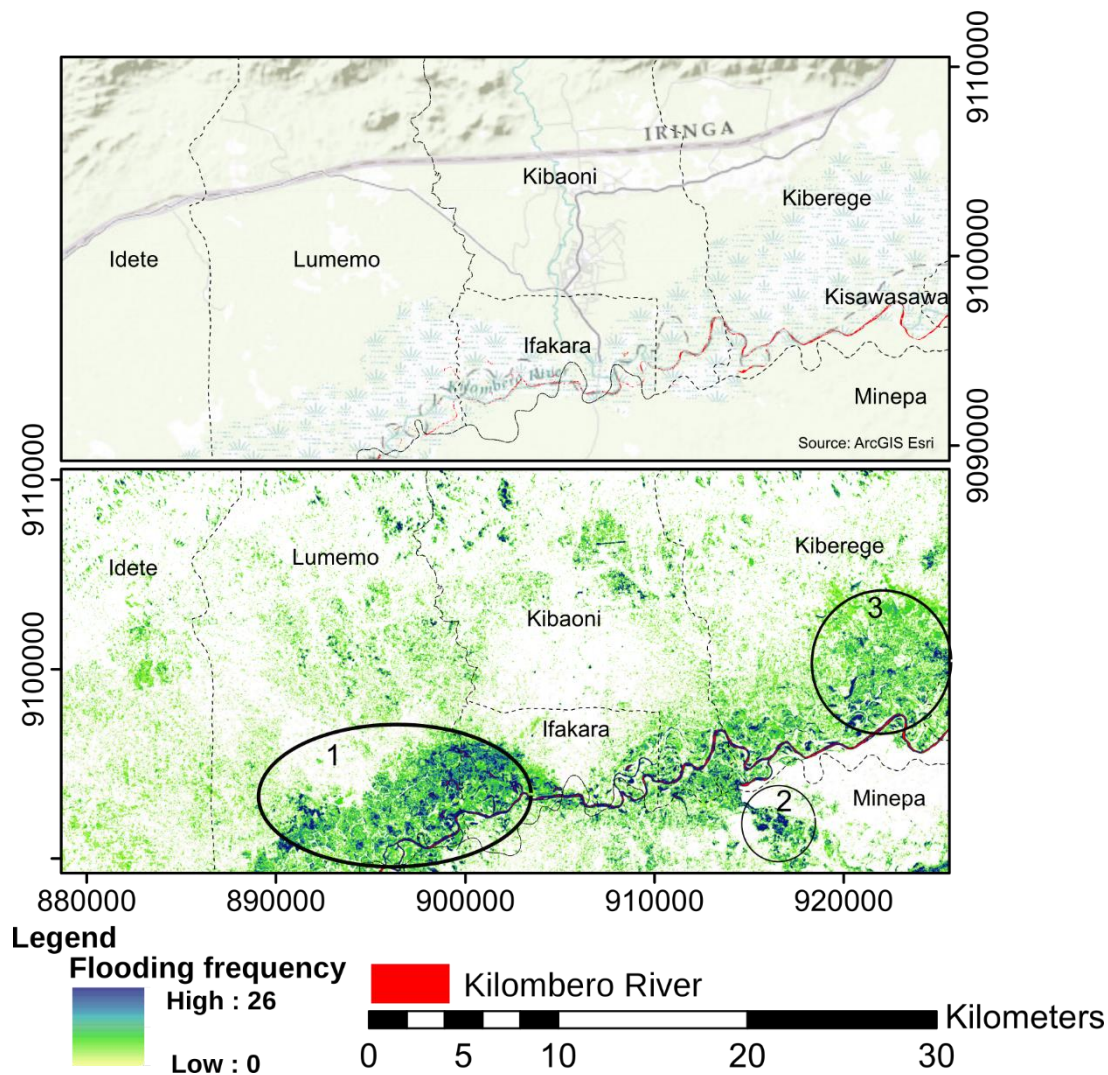 IRINGA
Kibaoni
Kiberege
Idete
Lumemo
Kisawasawa
Ifakara
Kilombero River
Minepa
Source: ArcGIS Esri
9110000
9100000
9090000
9110000
9100000
Idete
Lumemo
Kiberege
Kibaoni
3
Ifakara
1
2
Minepa
880000 890000 900000 910000 920000
Legend
Flooding frequency
High : 26
Low : 0
Kilombero River
Kilometers
0 5 10 20 30